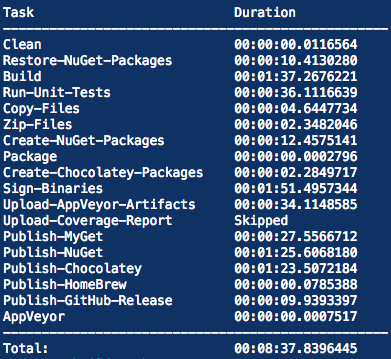 Task Duration
Clean 00:00:00.0116564
Restore-NuGet-Packages 00:00:10.4130280
Build 00:01:37.2676221
Run-Unit-Tests 00:00:36.1116639
Copy-Files 00:00:04.6447734
Zip-Files 00:00:02.3482046
Create-NuGet-Packages 00:00:12.4575141
Package 00:00:00.0002796
Create-Chocolatey-Packages 00:00:02.2849717
Sign-Binaries 00:01:51.4957344
Upload-AppVeyor-Artifacts 00:00:34.1148585
Upload-Coverage-Report Skipped
Publish-MyGet 00:00:27.5566712
Publish-NuGet 00:01:25.6068180
Publish-Chocolatey 00:01:23.5072184
Publish-HomeBrew 00:00:00.0785388
Publish-GitHub-Release 00:00:09.9393397
AppVeyor 00:00:00.0007517
Total: 00:08:37.8396445